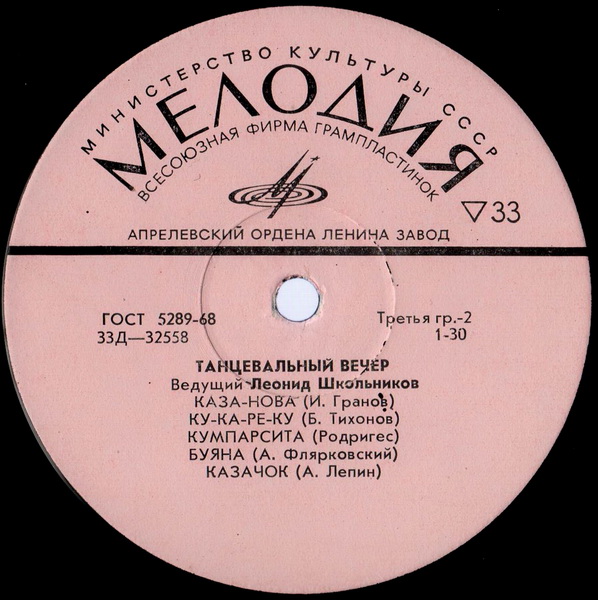 МИНИСТЕРСТВО КУЛЬТУРЫ СССР
МЕЛОДИЯ
ВСЕСОЮЗНАЯ ФИРМА ГРАМПЛАСТИНОК
▽33
АПРЕЛЕВСКИЙ ОРДЕНА ЛЕНИНА ЗАВОД
ГОСТ 5289-68
Третья гр.-2
33Д—32558
1-30
ТАНЦЕВАЛЬНЫЙ ВЕЧЕР
Ведущий Леонид Школьников
КАЗА-НОВА (И. Гранов)
КУ-КА-РЕ-КУ (Б. Тихонов)
КУМПАРСИТА (Родригес)
БУЯНА (А. Флярковский)
КАЗАЧОК (А. Лепин)